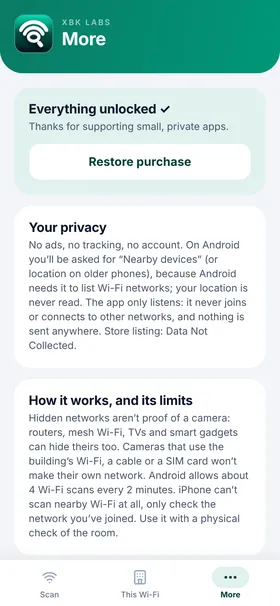 XBK LABS
More
Everything unlocked ✓
Thanks for supporting small, private apps.
Restore purchase
Your privacy
No ads, no tracking, no account. On Android
you'll be asked for “Nearby devices” (or
location on older phones), because Android
needs it to list Wi-Fi networks; your location is
never read. The app only listens: it never joins
or connects to other networks, and nothing is
sent anywhere. Store listing: Data Not
Collected.
How it works, and its limits
Hidden networks aren't proof of a camera:
routers, mesh Wi-Fi, TVs and smart gadgets
can hide theirs too. Cameras that use the
building's Wi-Fi, a cable or a SIM card won't
make their own network. Android allows about
4 Wi-Fi scans every 2 minutes. iPhone can't
scan nearby Wi-Fi at all, only check the
network you've joined. Use it with a physical
check of the room.
Scan
This Wi-Fi
More